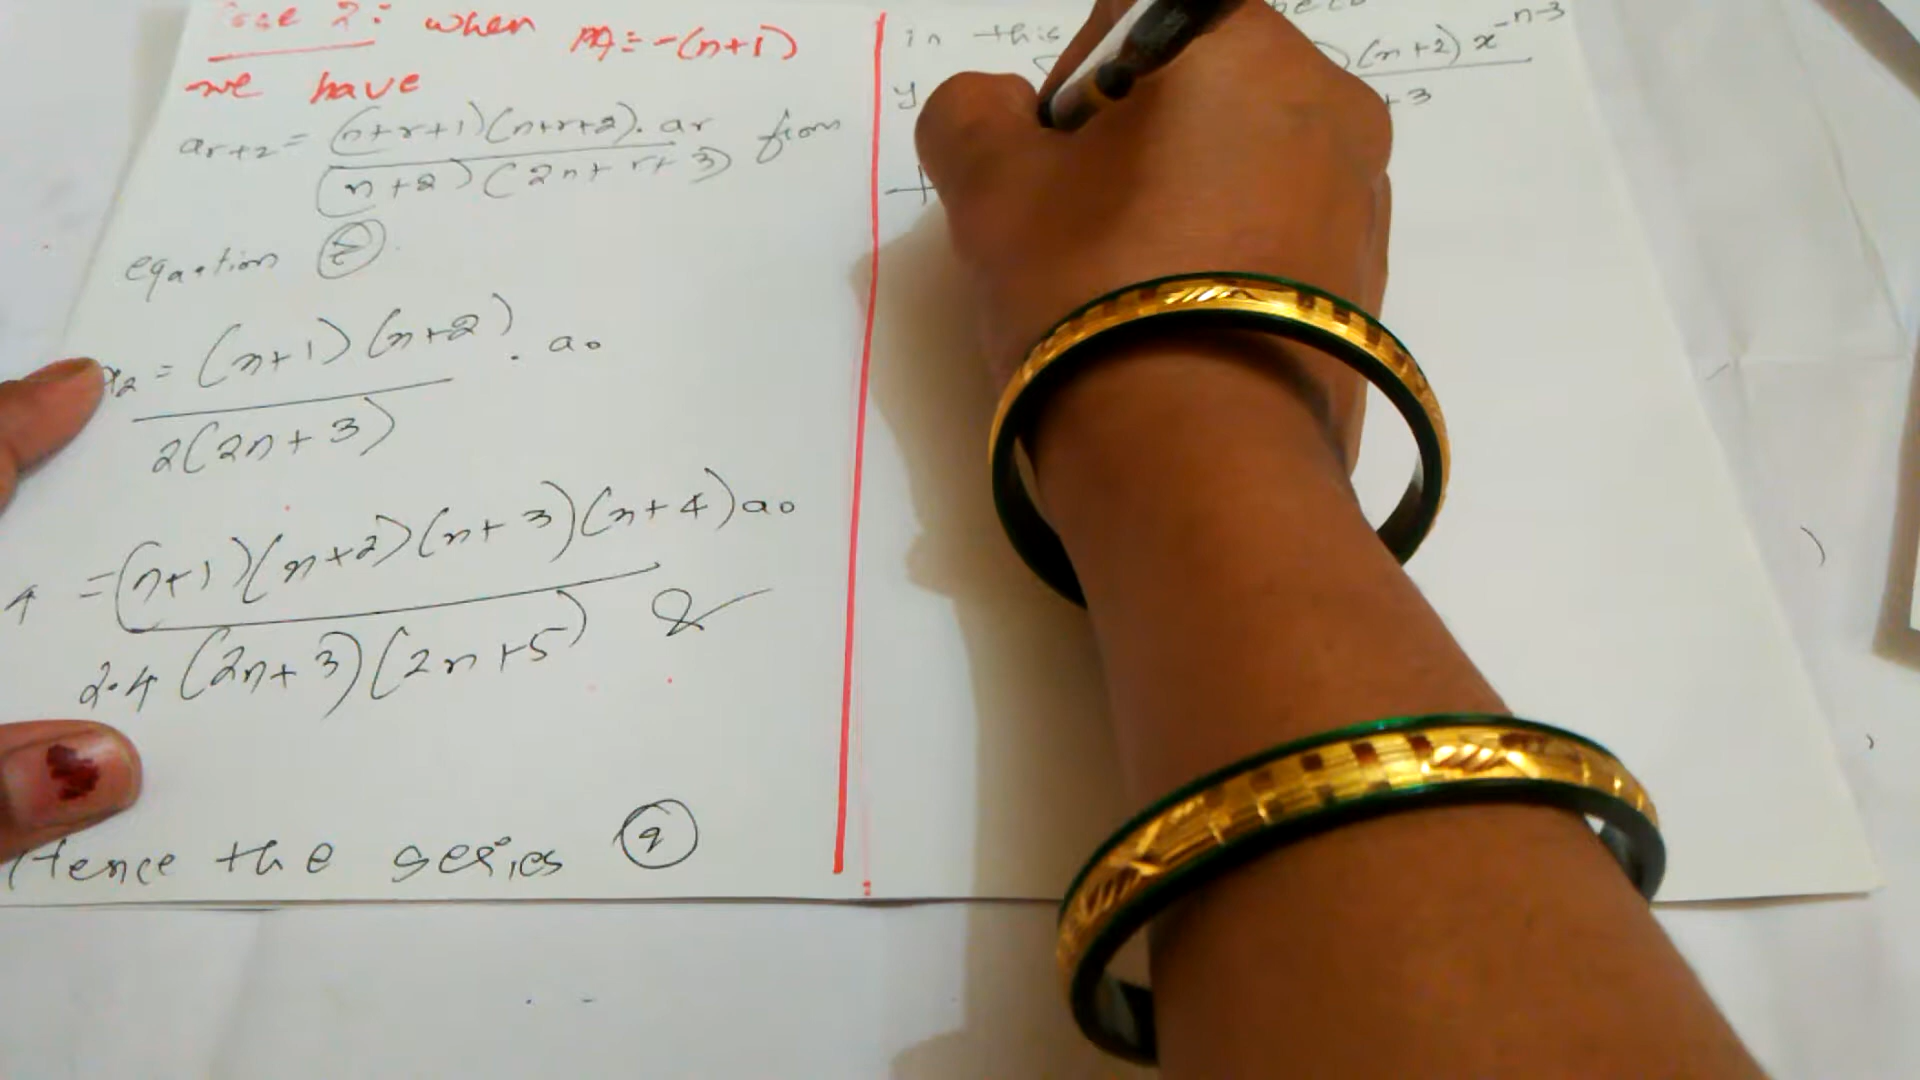 Case 2: when m = -(n+1)
we have
ar+2 = (n+r+1)(n+r+2). ar / (n+2)(2n+r+3) from
equation
a2 = (n+1)(n+2) / 2(2n+3) . a0
4 = (n+1)(n+2)(n+3)(n+4)a0 / 2.4(2n+3)(2n+5) &
Hence the series
in this
y (n+2) x^-n-3
+3
+